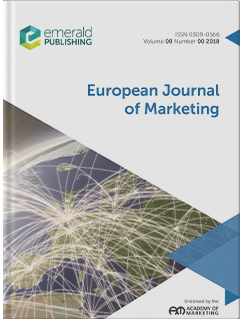 emerald
PUBLISHING
ISSN 0309-0566
Volume 00 Number 00 2018
European Journal
of Marketing
Endorsed by the
AM ACADEMY OF
MARKETING